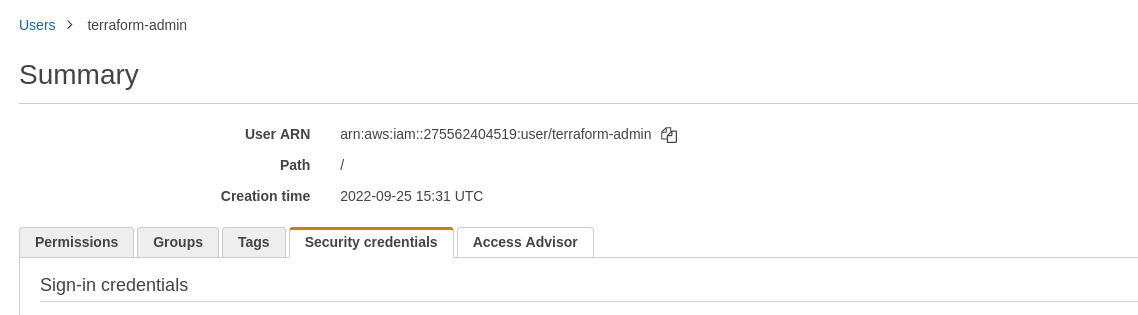 Users > terraform-admin
Summary
User ARN arn:aws:iam::275562404519:user/terraform-admin
Path /
Creation time 2022-09-25 15:31 UTC
Permissions Groups Tags Security credentials Access Advisor
Sign-in credentials